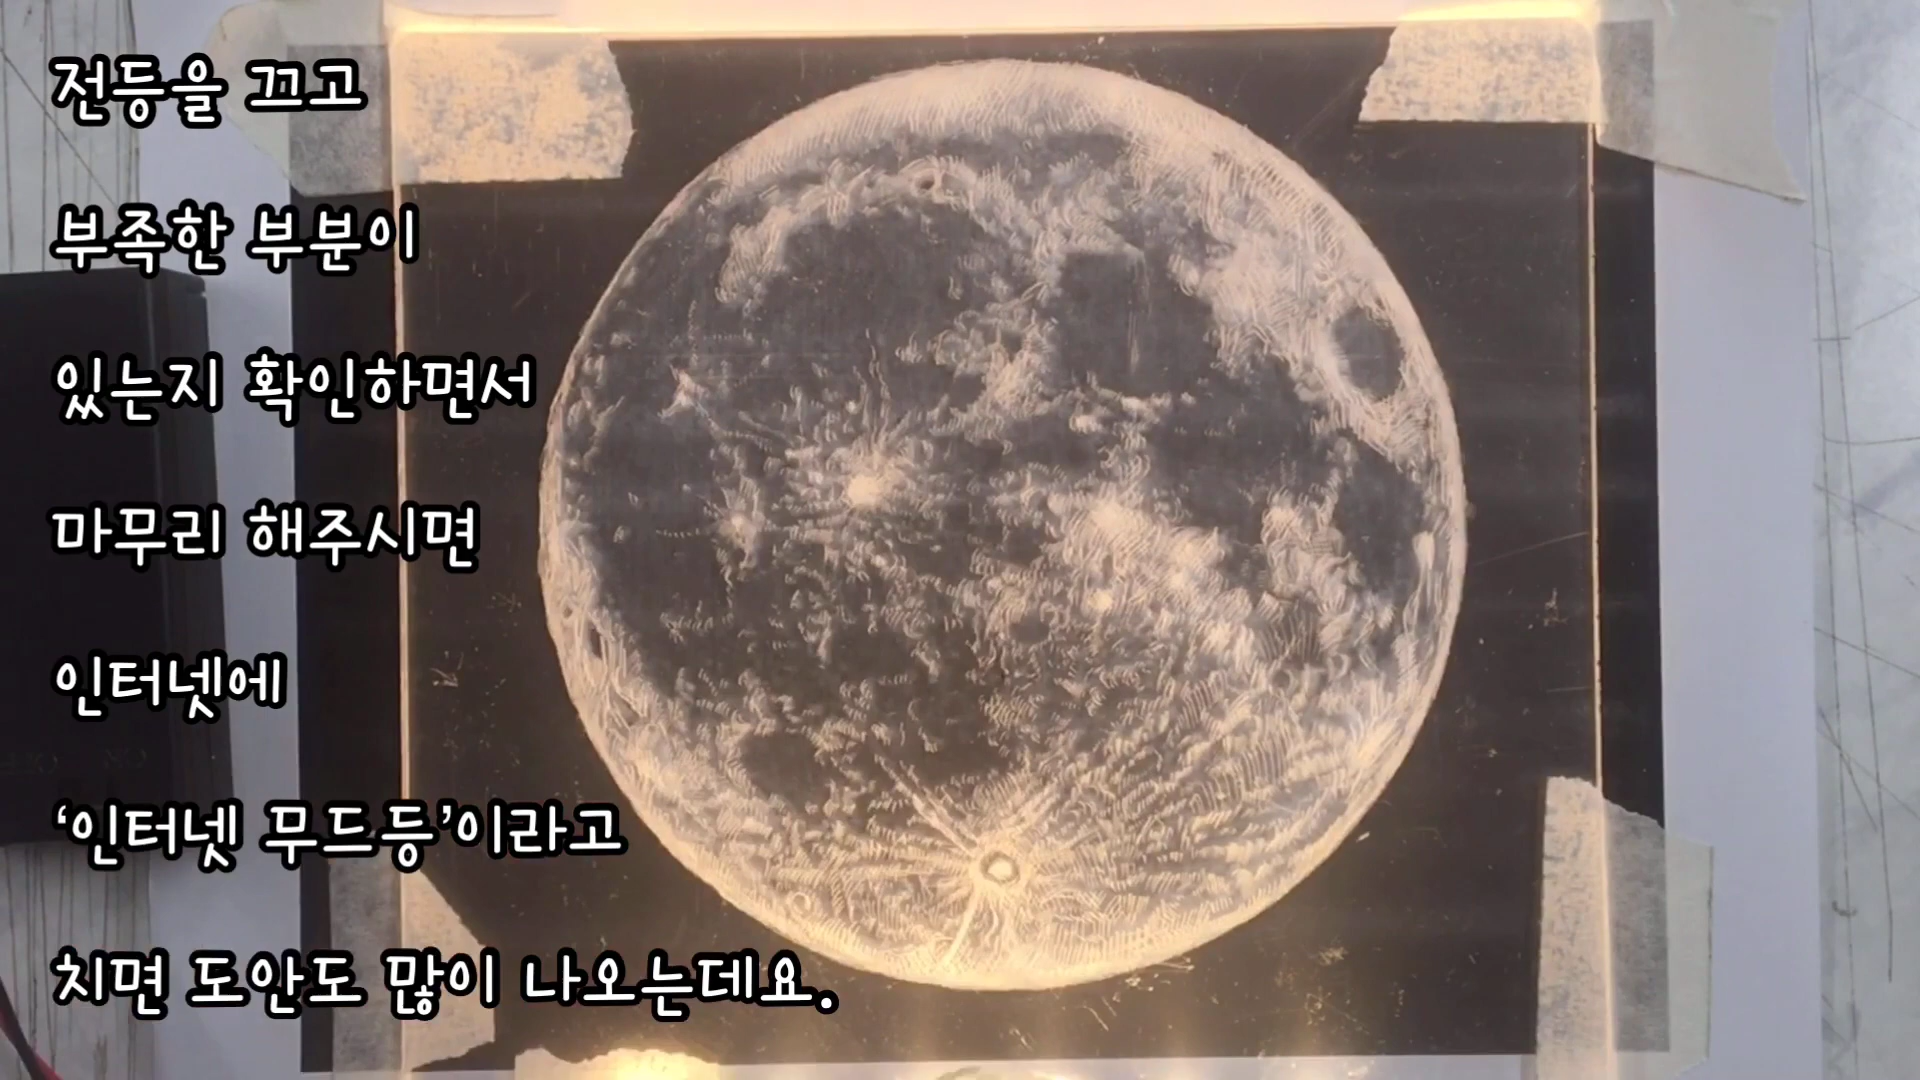 전등을 끄고
부족한 부분이
있는지 확인하면서
마무리 해주시면
인터넷에
‘인터넷 무드등’이라고
치면 도안도 많이 나오는데요.
ON OFF